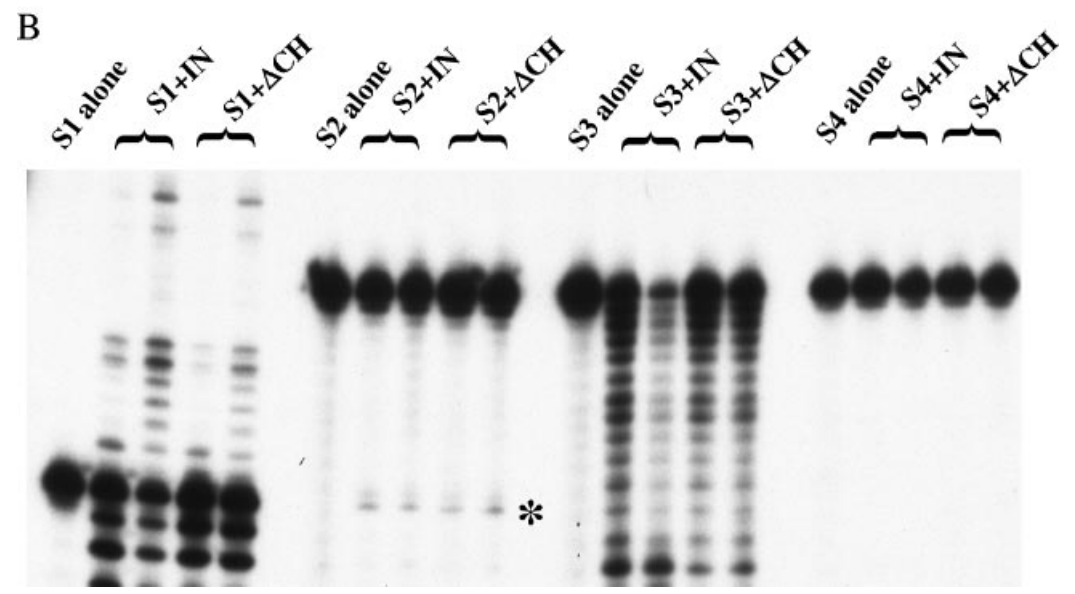 B
S1 alone
S1+IN
S1+ΔCH
S2 alone
S2+IN
S2+ΔCH
S3 alone
S3+IN
S3+ΔCH
S4 alone
S4+IN
S4+ΔCH
*